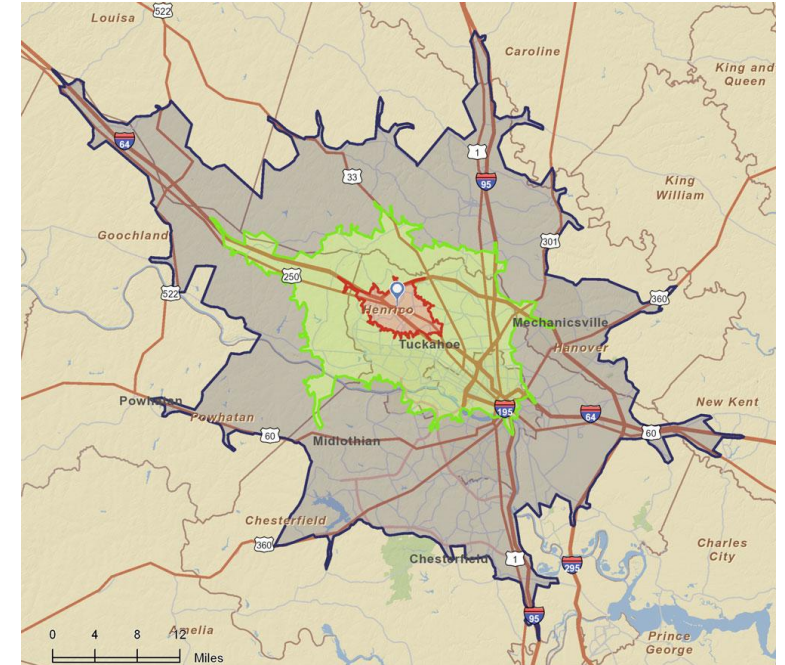 Louisa
522
Caroline
King and
Queen
64
1
33
95
King
William
Goochland
301
250
522
360
Henrico
Mechanicsville
Tuckahoe
Hanover
Powhatan
195
64
New Kent
Powhatan
60
60
Midlothian
Chesterfield
360
Chesterfield
1
295
Charles
City
95
Amelia
Prince
George
0 4 8 12
Miles